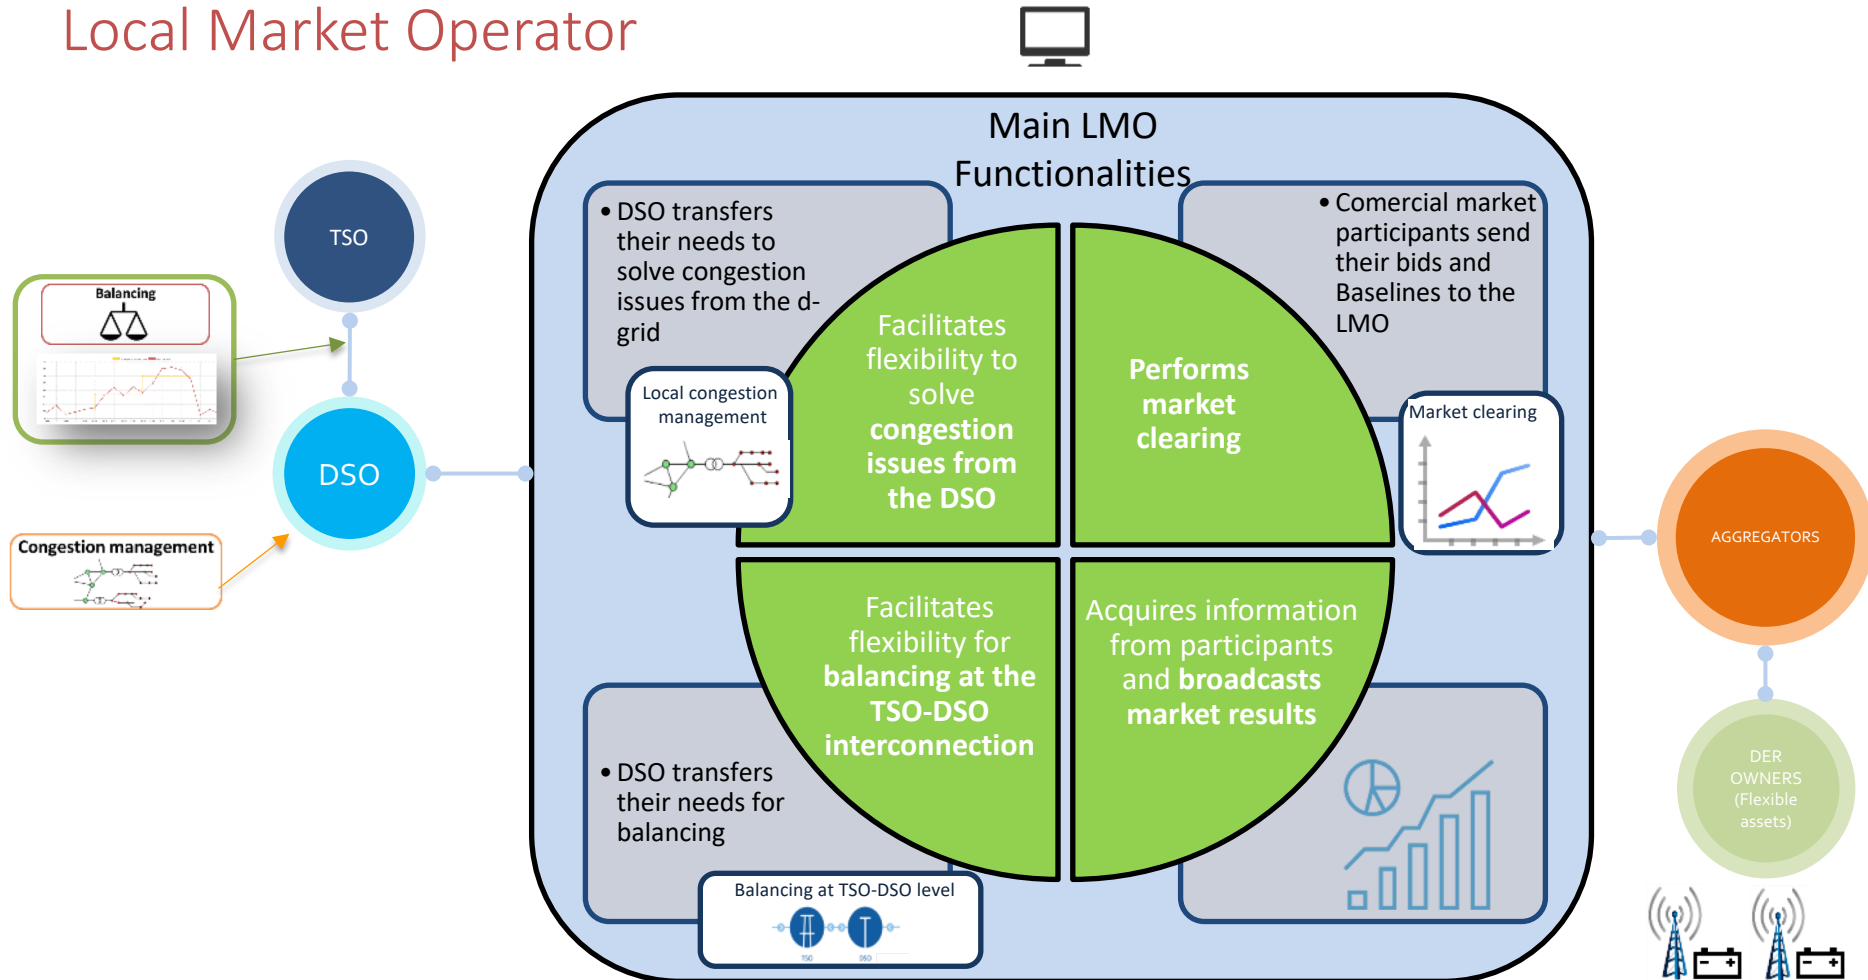 Local Market Operator
Main LMO
Functionalities
TSO
Balancing
DSO
Congestion management
• DSO transfers
their needs to
solve congestion
issues from the d-
grid
Local congestion
management
Facilitates
flexibility to
solve
congestion
issues from
the DSO
Performs
market
clearing
• Comercial market
participants send
their bids and
Baselines to the
LMO
Market clearing
Facilitates
flexibility for
balancing at the
TSO-DSO
interconnection
Acquires information
from participants
and broadcasts
market results
• DSO transfers
their needs for
balancing
Balancing at TSO-DSO level
TSO
DSO
AGGREGATORS
DER
OWNERS
(Flexible
assets)